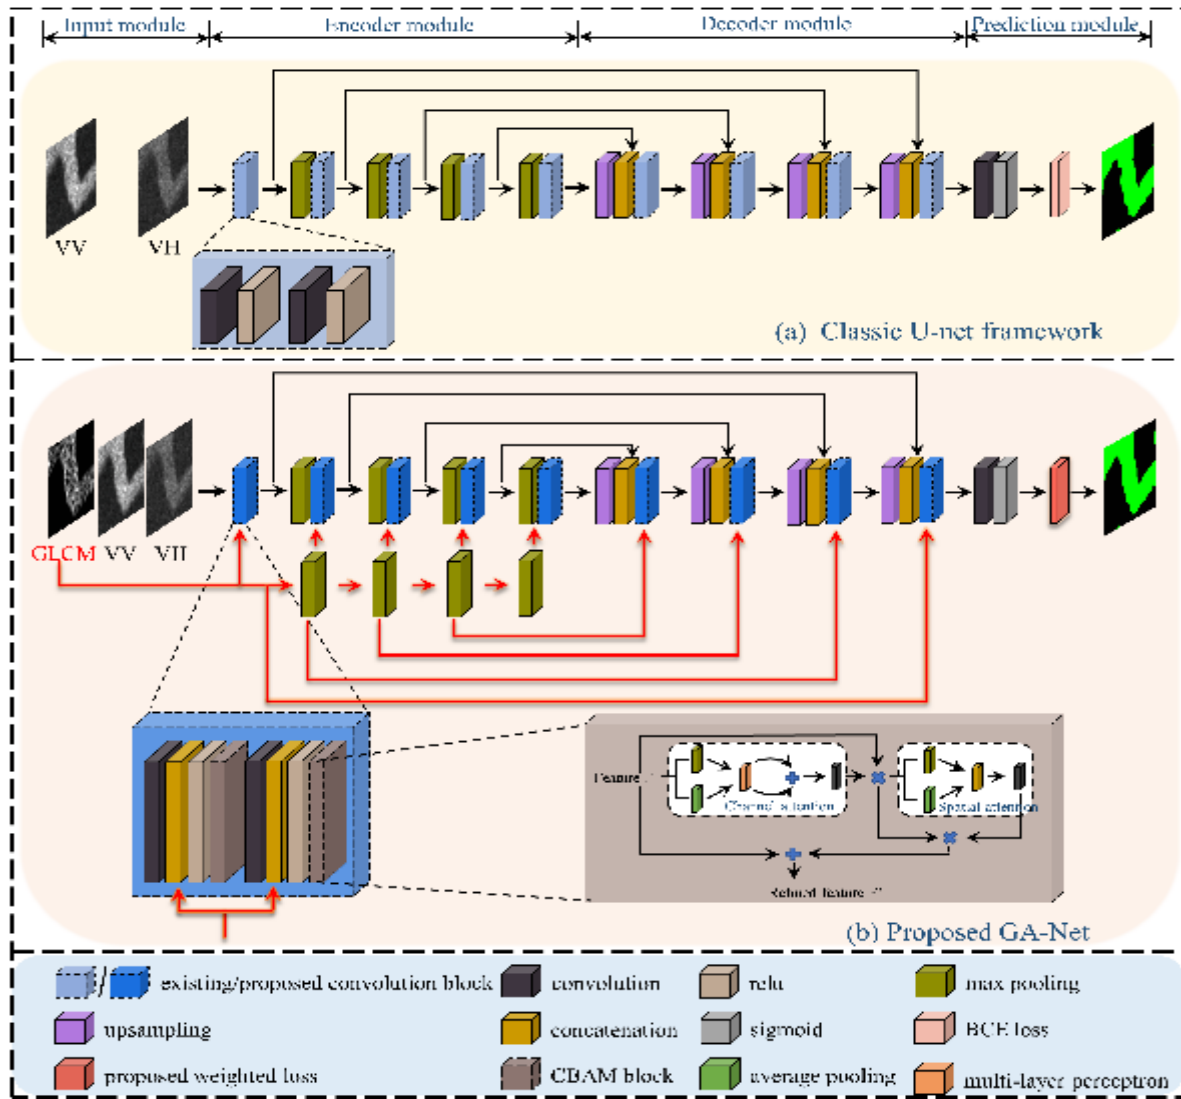 Input module
Encoder module
Decoder module
Prediction module
VV
VH
(a) Classic U-net framework
GLCM
VV
VH
Feature
Channel attention
Spatial attention
Refined feature
(b) Proposed GA-Net
/
existing/proposed convolution block
convolution
relu
max pooling
upsampling
concatenation
sigmoid
BCE loss
proposed weighted loss
CBAM block
average pooling
multi-layer perceptron